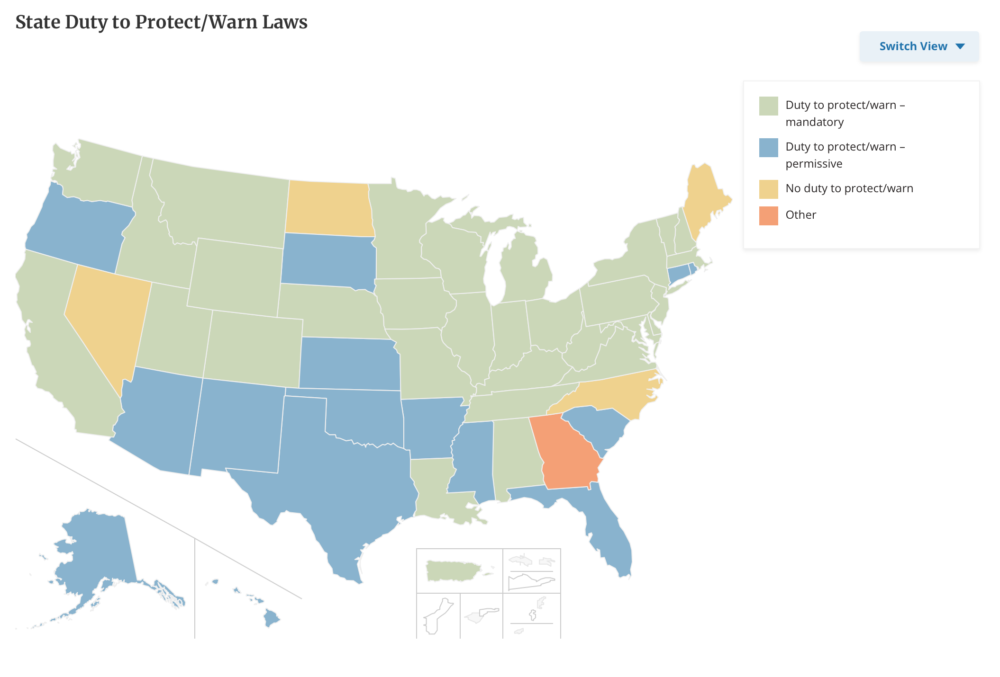 State Duty to Protect/Warn Laws
Switch View
Duty to protect/warn –
mandatory
Duty to protect/warn –
permissive
No duty to protect/warn
Other